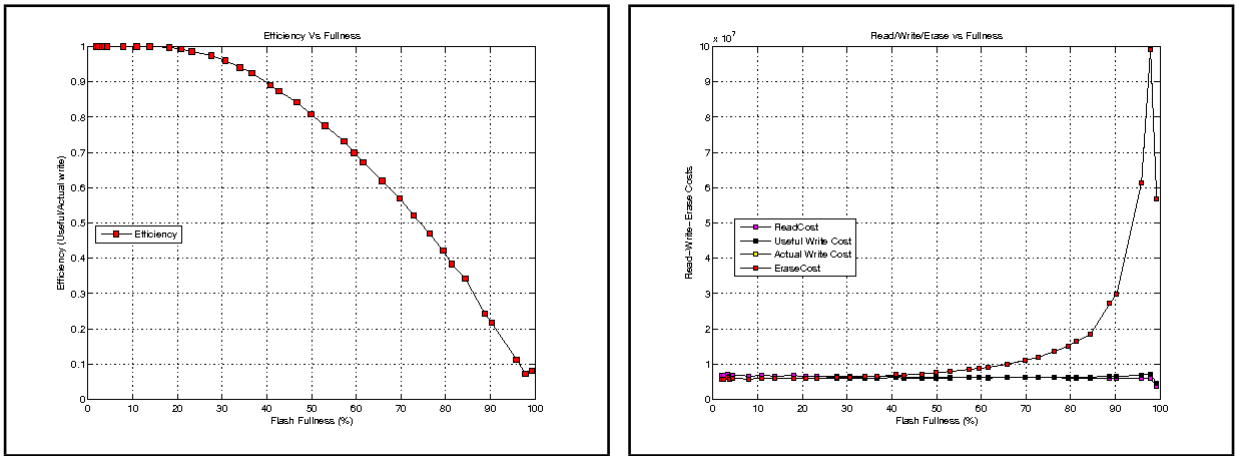 Efficiency Vs Fullness
1
0.9
0.8
0.7
0.6
0.5
0.4
0.3
0.2
0.1
0
Efficiency (Useful/Actual write)
Efficiency
0 10 20 30 40 50 60 70 80 90 100
Flash Fullness (%)
Read/Write/Erase vs Fullness
x 10^7
10
9
8
7
6
5
4
3
2
1
0
Read-Write-Erase Costs
ReadCost
Useful Write Cost
Actual Write Cost
EraseCost
0 10 20 30 40 50 60 70 80 90 100
Flash Fullness (%)